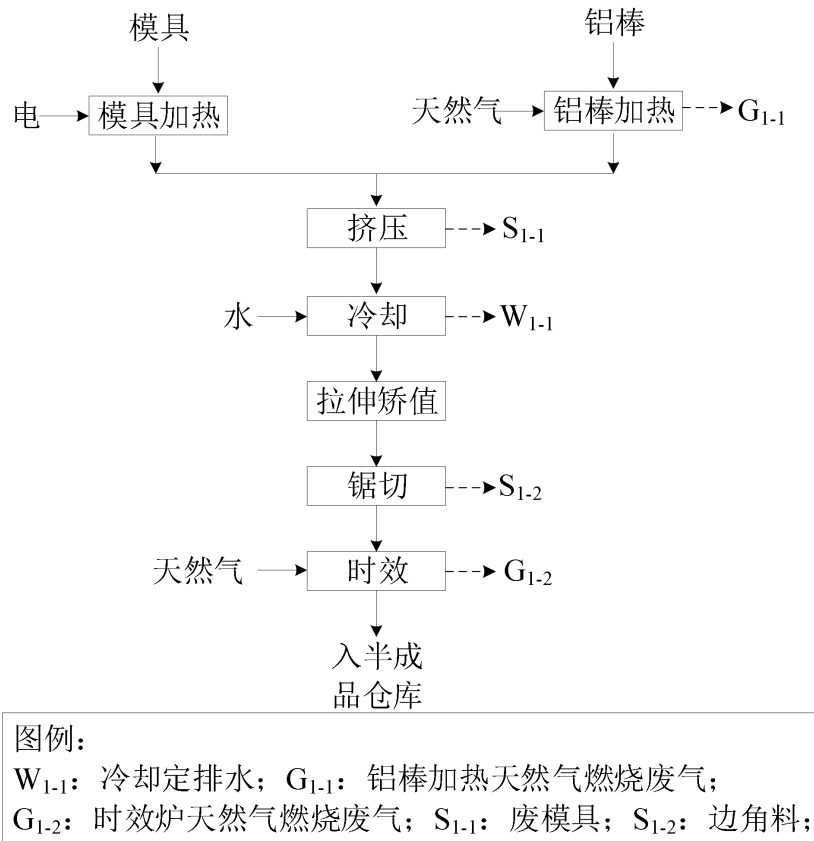 模具
铝棒
电
模具加热
天然气
铝棒加热
G1-1
挤压
S1-1
水
冷却
W1-1
拉伸矫值
锯切
S1-2
天然气
时效
G1-2
入半成
品仓库
图例：
W1-1：冷却定排水；G1-1：铝棒加热天然气燃烧废气；
G1-2：时效炉天然气燃烧废气；S1-1：废模具；S1-2：边角料；